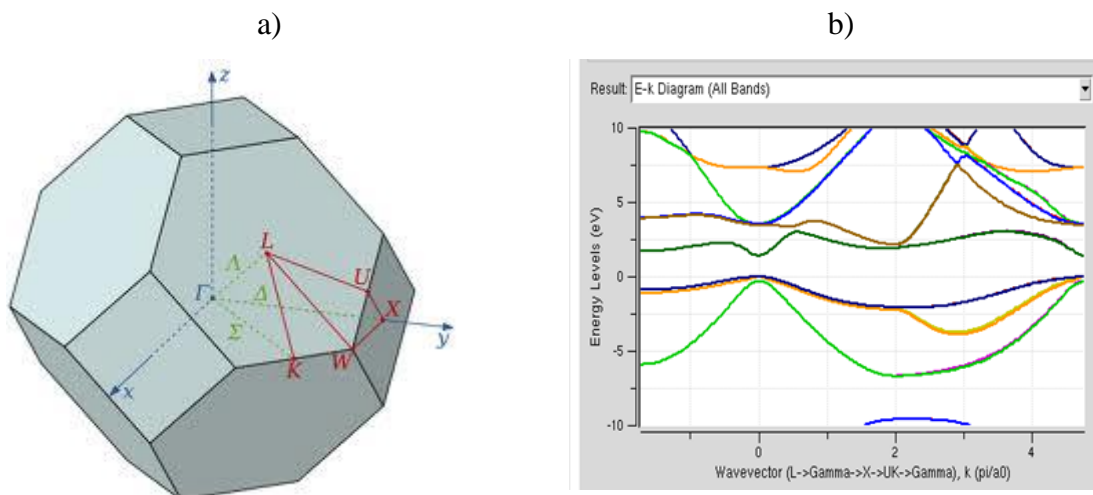 a)
b)
z
L
Λ
U
Γ
Δ
X
Σ
y
K
W
x
Result: E-k Diagram (All Bands)
10
5
0
-5
-10
Energy Levels (eV)
0
2
4
Wavevector (L->Gamma->X->UK->Gamma), k (pi/a0)